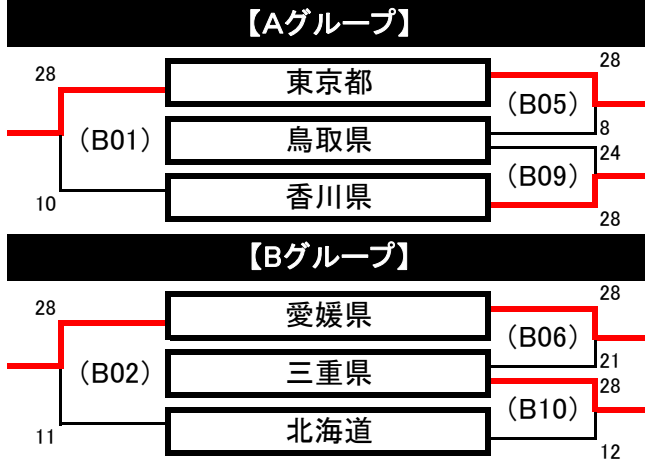 【Aグループ】
28 東京都 28
(B01) (B05)
鳥取県 8
24
(B09)
10 香川県 28
【Bグループ】
28 愛媛県 28
(B06)
(B02) 三重県 21
28
(B10)
11 北海道 12